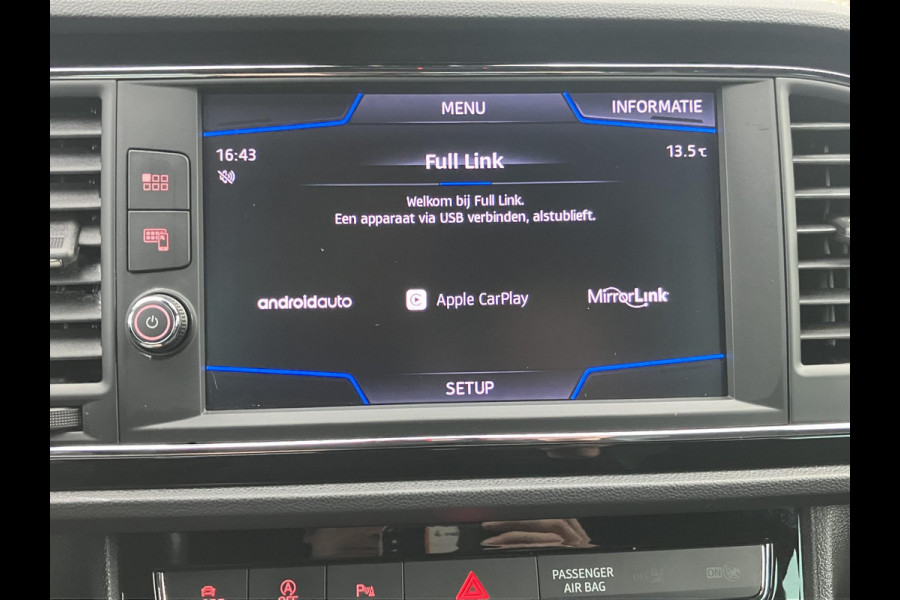 MENU
INFORMATIE
16:43
13.5℃
Full Link
Welkom bij Full Link.
Een apparaat via USB verbinden, alstublieft.
androidauto
Apple CarPlay
MirrorLink
SETUP
PASSENGER
AIR BAG